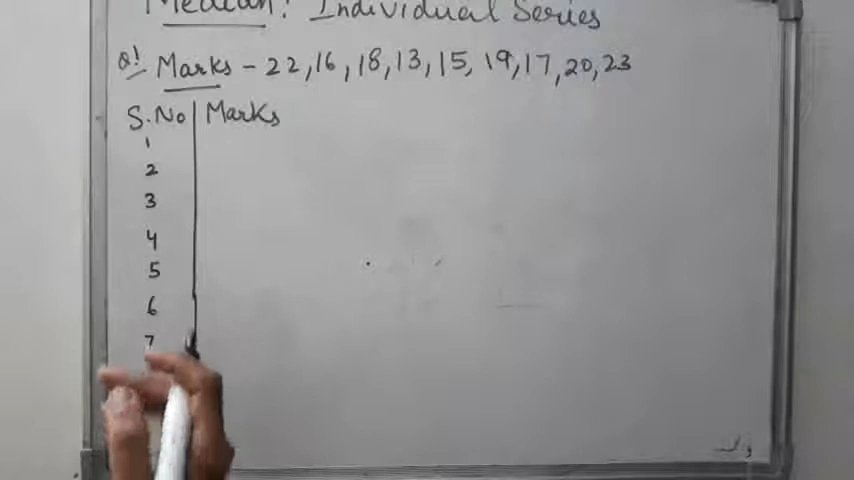 Median: Individual Series
Q! Marks - 22, 16, 18, 13, 15, 19, 17, 20, 23
S.No Marks
1
2
3
4
5
6
7